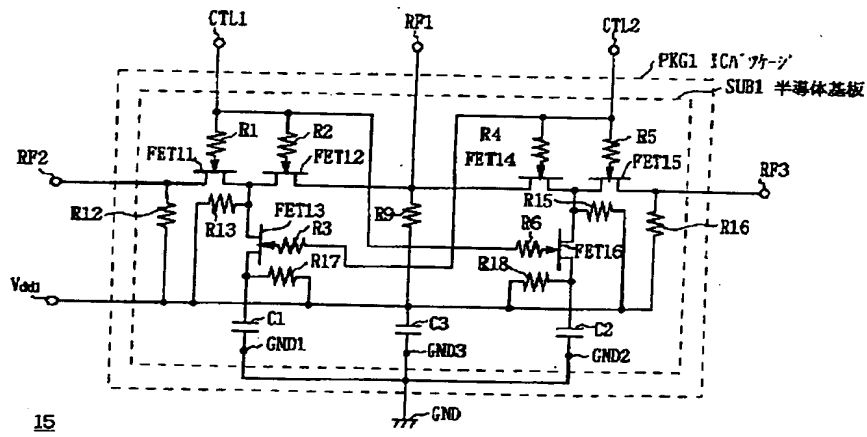 CTL1
RF1
CTL2
PKG1 ICパッケージ
SUB1 半導体基板
R1
R2
R4
R5
RF2
FET11
FET12
FET14
FET15
RF3
R12
R13
FET13
R9
R15
R16
R3
R6
FET16
R17
R18
Vdd1
C1
C3
C2
GND1
GND3
GND2
GND
15